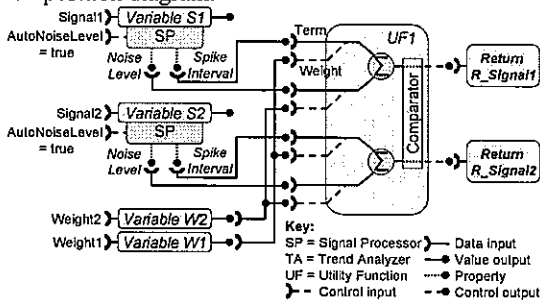 Signal1
Variable S1
SP
AutoNoiseLevel
= true
Noise
Level
Spike
Interval
Term
Weight
UF1
Σ
Comparator
Return
R_Signal1
Signal2
Variable S2
SP
AutoNoiseLevel
= true
Noise
Level
Spike
Interval
Σ
Return
R_Signal2
Weight2
Variable W2
Weight1
Variable W1
Key:
SP = Signal Processor
Data input
TA = Trend Analyzer
Value output
UF = Utility Function
Property
Control input
Control output